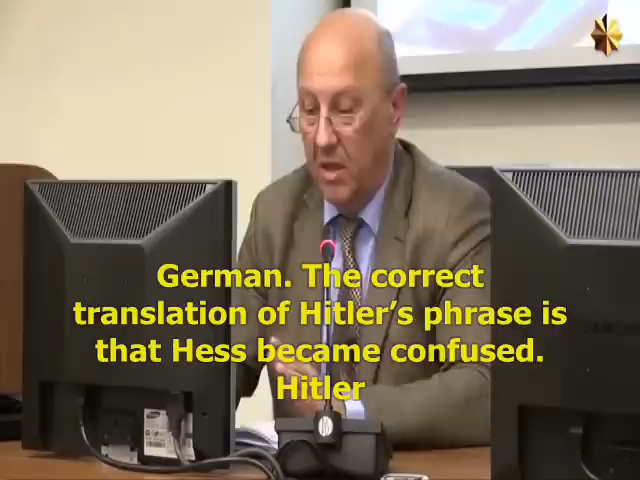 German. The correct
translation of Hitler’s phrase is
that Hess became confused.
Hitler